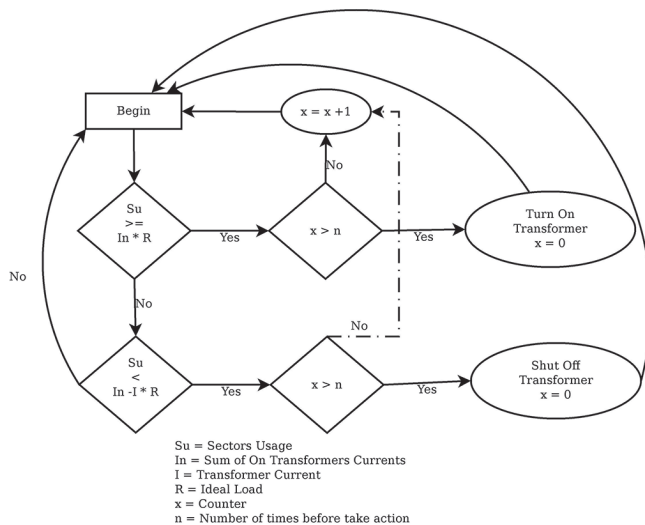 Begin
x = x +1
No
Su
>=
In * R
Yes
x > n
Yes
Turn On
Transformer
x = 0
No
No
No
Su
<
In -I * R
Yes
x > n
Yes
Shut Off
Transformer
x = 0
Su = Sectors Usage
In = Sum of On Transformers Currents
I = Transformer Current
R = Ideal Load
x = Counter
n = Number of times before take action